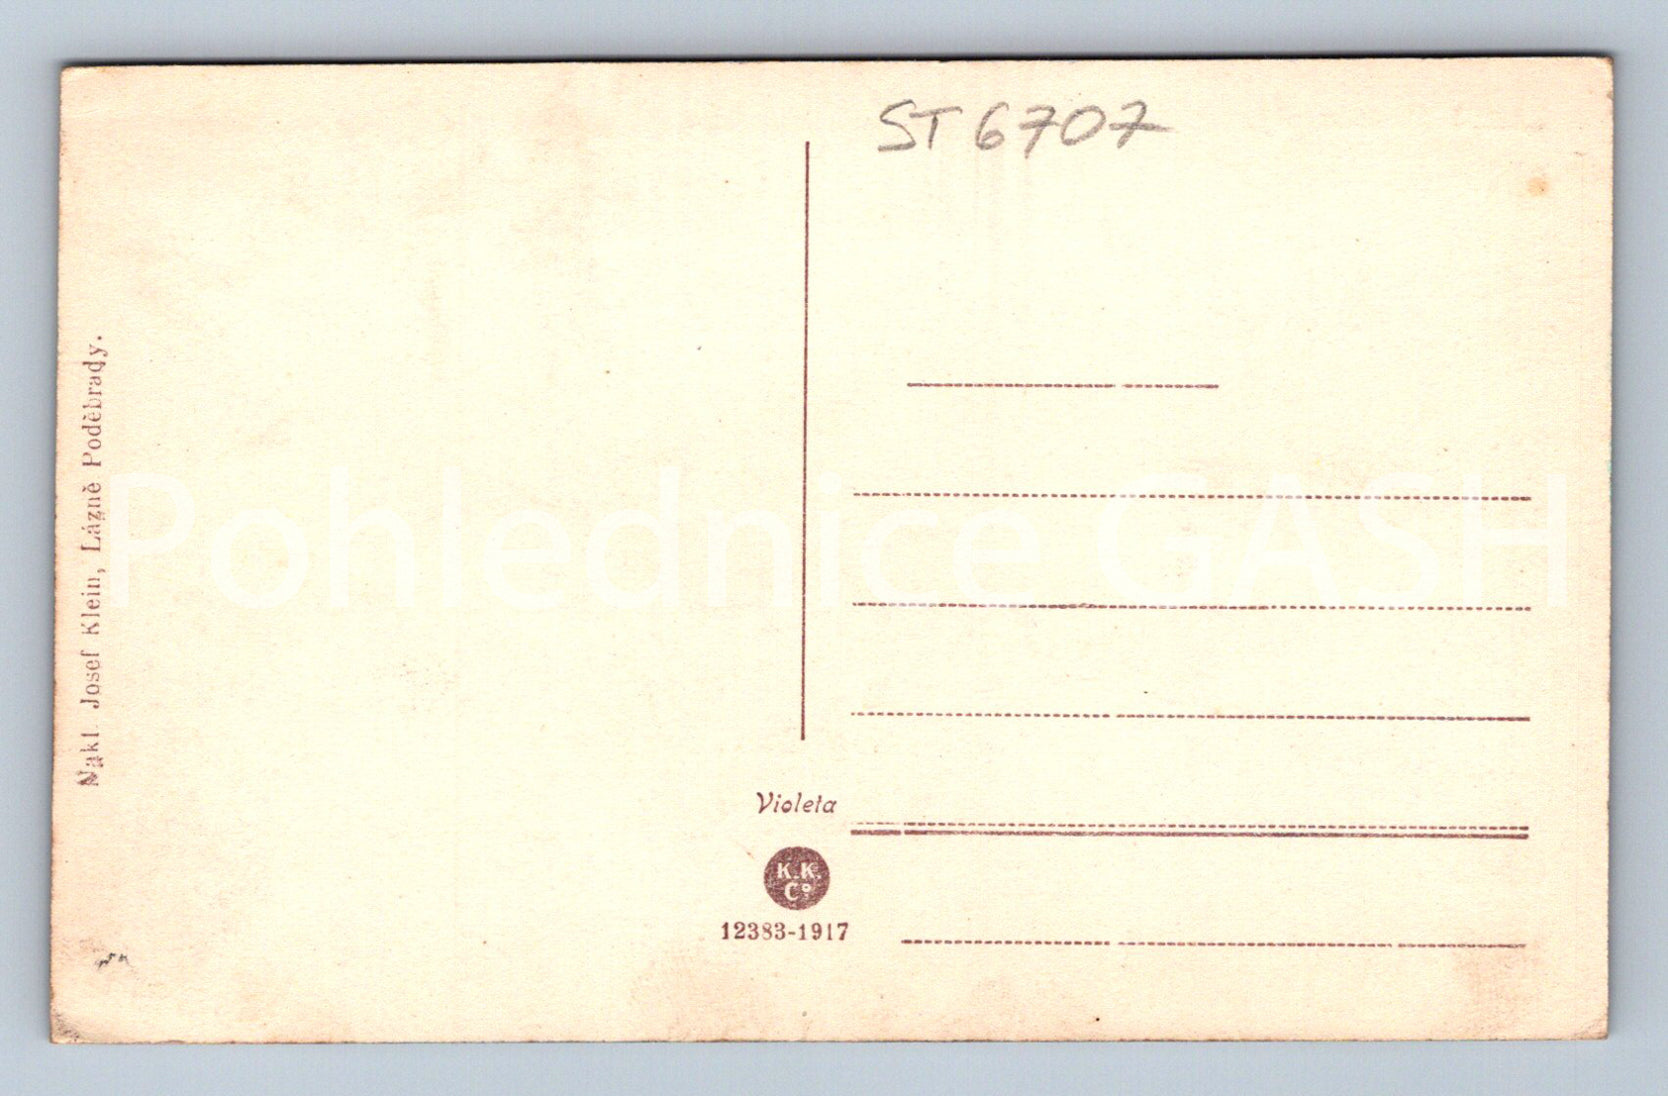 ST 6707
Nakl. Josef Klein, Lázně Poděbrady.
Pohlednice GASH
Violeta
K.K.
Co
12383-1917